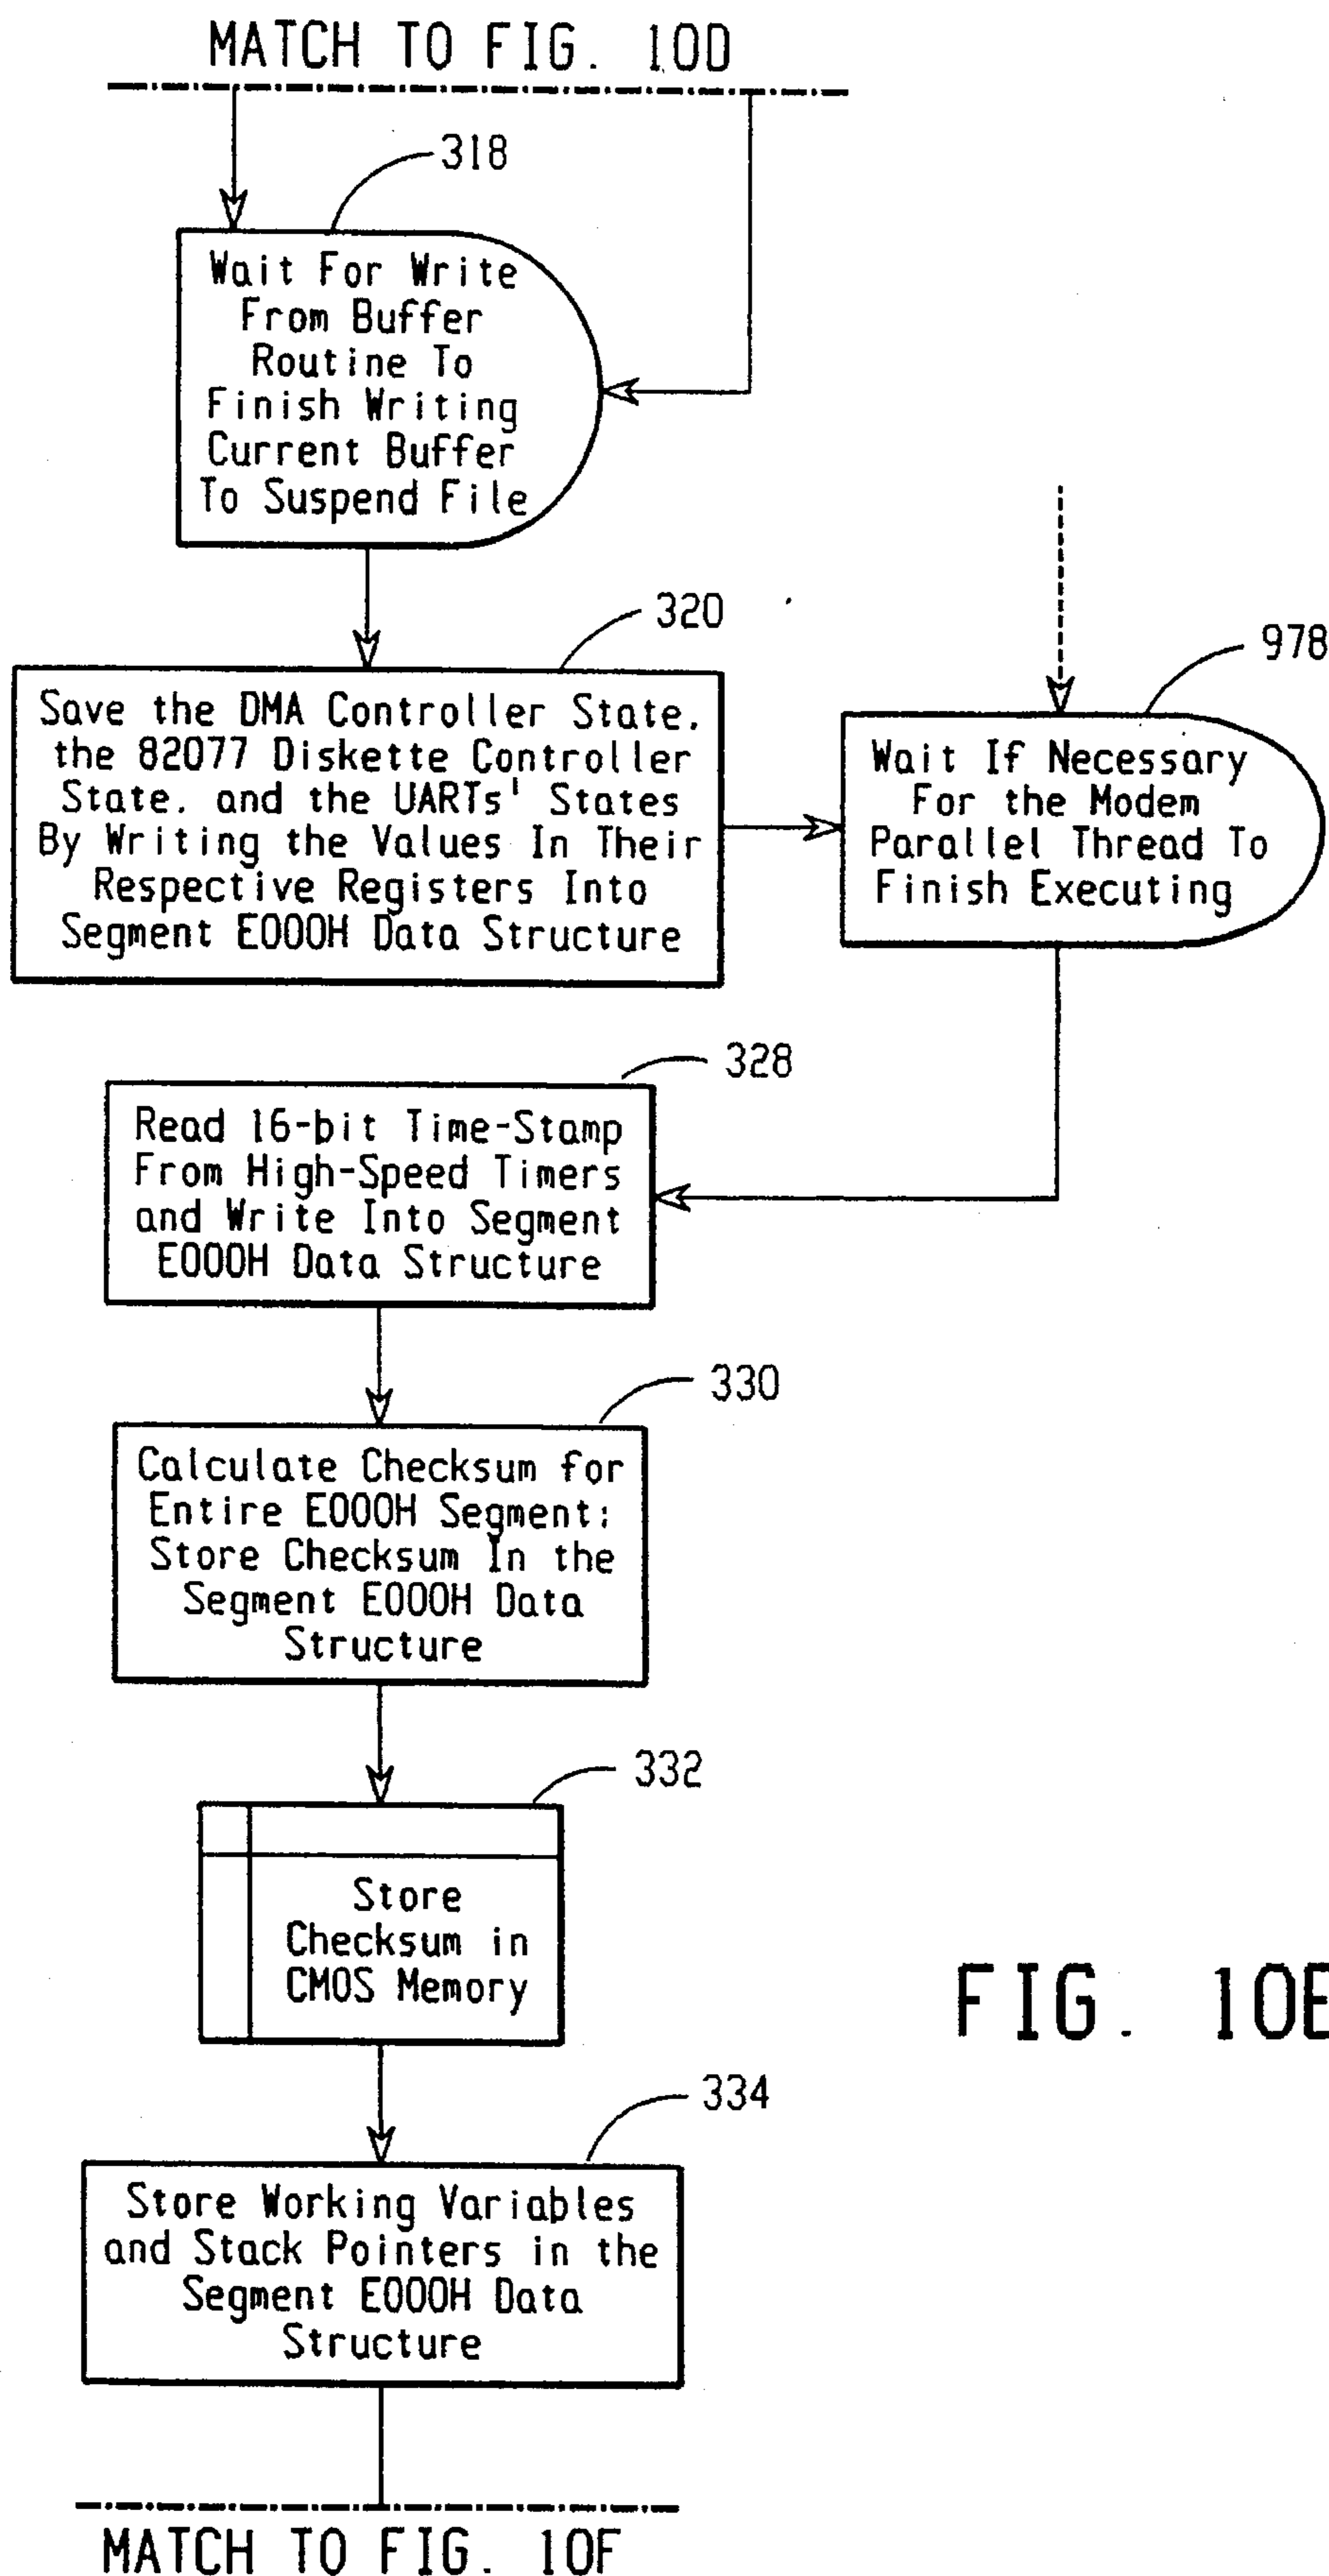 MATCH TO FIG. 10D
318
Wait For Write
From Buffer
Routine To
Finish Writing
Current Buffer
To Suspend File
320
Save the DMA Controller State,
the 82077 Diskette Controller
State, and the UARTs' States
By Writing the Values In Their
Respective Registers Into
Segment E000H Data Structure
978
Wait If Necessary
For the Modem
Parallel Thread To
Finish Executing
328
Read 16-bit Time-Stamp
From High-Speed Timers
and Write Into Segment
E000H Data Structure
330
Calculate Checksum for
Entire E000H Segment;
Store Checksum In the
Segment E000H Data
Structure
332
Store
Checksum in
CMOS Memory
FIG. 10E
334
Store Working Variables
and Stack Pointers in the
Segment E000H Data
Structure
MATCH TO FIG. 10F